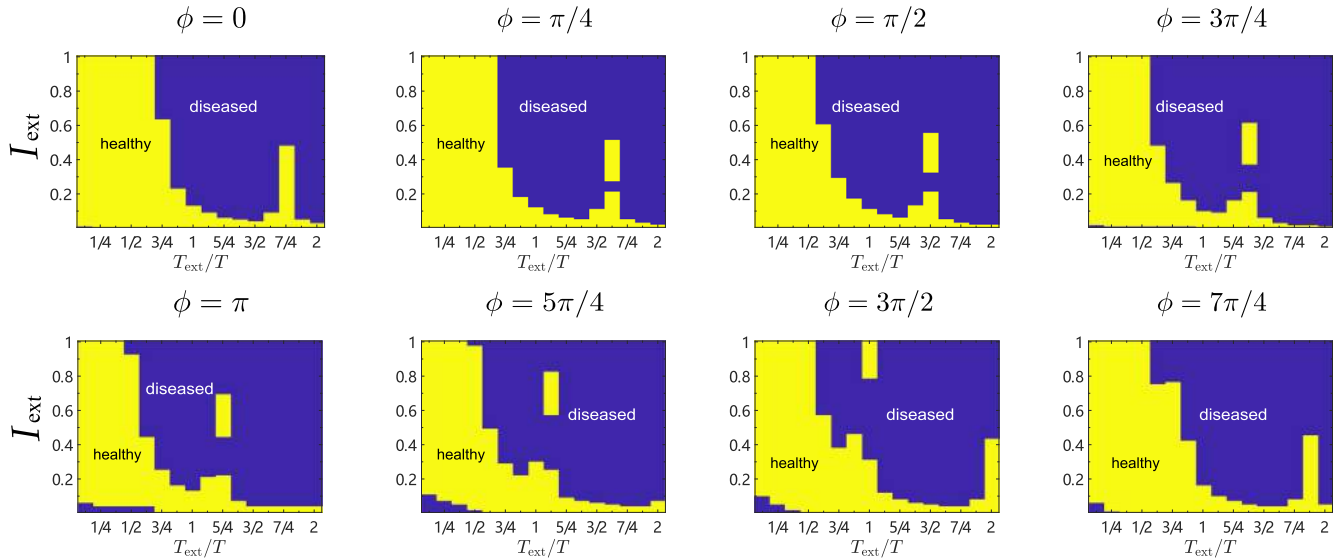 ϕ = 0
ϕ = π/4
ϕ = π/2
ϕ = 3π/4
I_ext
1
0.8
0.6
0.4
0.2
diseased
healthy
1/4 1/2 3/4 1 5/4 3/2 7/4 2
T_ext/T
1
0.8
0.6
0.4
0.2
diseased
healthy
1/4 1/2 3/4 1 5/4 3/2 7/4 2
T_ext/T
1
0.8
0.6
0.4
0.2
diseased
healthy
1/4 1/2 3/4 1 5/4 3/2 7/4 2
T_ext/T
1
0.8
0.6
0.4
0.2
diseased
healthy
1/4 1/2 3/4 1 5/4 3/2 7/4 2
T_ext/T
ϕ = π
ϕ = 5π/4
ϕ = 3π/2
ϕ = 7π/4
I_ext
1
0.8
0.6
0.4
0.2
diseased
healthy
1/4 1/2 3/4 1 5/4 3/2 7/4 2
T_ext/T
1
0.8
0.6
0.4
0.2
diseased
healthy
1/4 1/2 3/4 1 5/4 3/2 7/4 2
T_ext/T
1
0.8
0.6
0.4
0.2
diseased
healthy
1/4 1/2 3/4 1 5/4 3/2 7/4 2
T_ext/T
1
0.8
0.6
0.4
0.2
diseased
healthy
1/4 1/2 3/4 1 5/4 3/2 7/4 2
T_ext/T